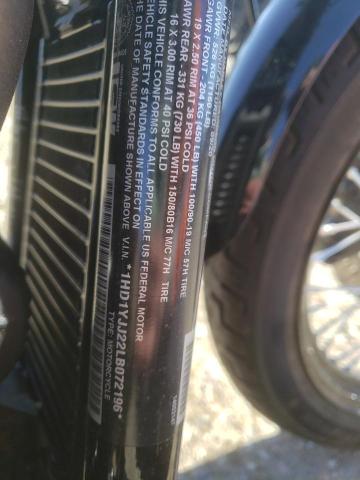 GAWR FRONT - 204 KG (450 LB) WITH 100/90-19 M/C 57H TIRE
19 X 2.50 RIM AT 36 PSI COLD
GAWR REAR - 331 KG (730 LB) WITH 150/80B16 M/C 77H TIRE
16 X 3.00 RIM AT 40 PSI COLD
THIS VEHICLE CONFORMS TO ALL APPLICABLE US FEDERAL MOTOR
VEHICLE SAFETY STANDARDS IN EFFECT ON
THE DATE OF MANUFACTURE SHOWN ABOVE V.I.N.
*1HD1YJJ22LB072196*
TYPE: MOTORCYCLE